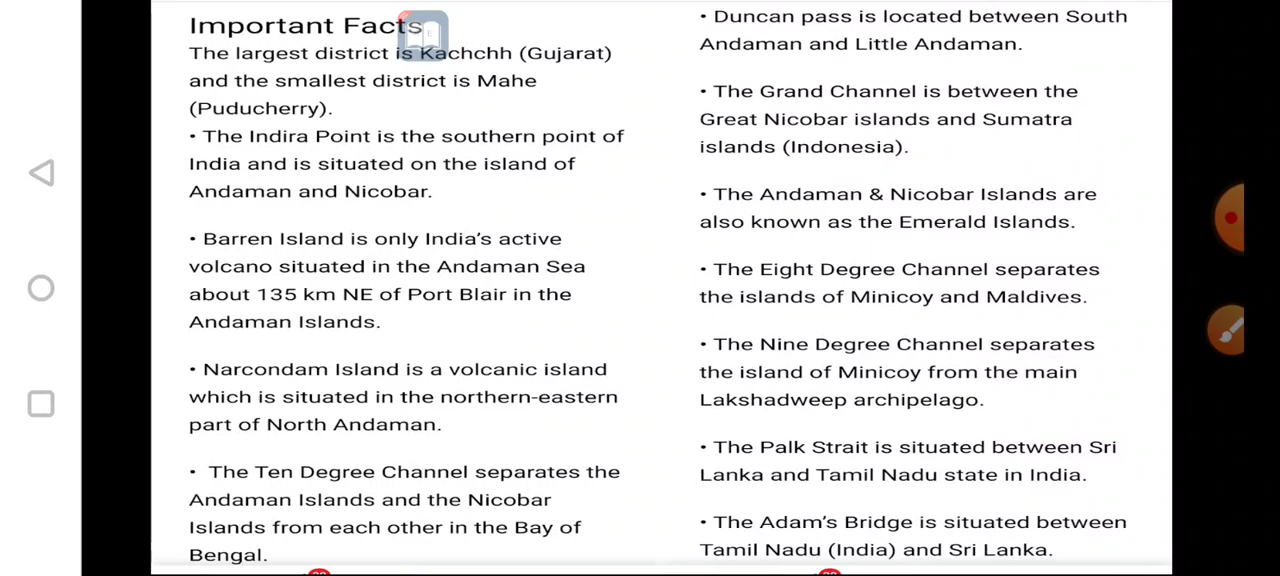 Important Facts
The largest district is Kachchh (Gujarat)
and the smallest district is Mahe
(Puducherry).
• The Indira Point is the southern point of
India and is situated on the island of
Andaman and Nicobar.
• Barren Island is only India's active
volcano situated in the Andaman Sea
about 135 km NE of Port Blair in the
Andaman Islands.
• Narcondam Island is a volcanic island
which is situated in the northern-eastern
part of North Andaman.
• The Ten Degree Channel separates the
Andaman Islands and the Nicobar
Islands from each other in the Bay of
Bengal.
• Duncan pass is located between South
Andaman and Little Andaman.
• The Grand Channel is between the
Great Nicobar islands and Sumatra
islands (Indonesia).
• The Andaman & Nicobar Islands are
also known as the Emerald Islands.
• The Eight Degree Channel separates
the islands of Minicoy and Maldives.
• The Nine Degree Channel separates
the island of Minicoy from the main
Lakshadweep archipelago.
• The Palk Strait is situated between Sri
Lanka and Tamil Nadu state in India.
• The Adam's Bridge is situated between
Tamil Nadu (India) and Sri Lanka.